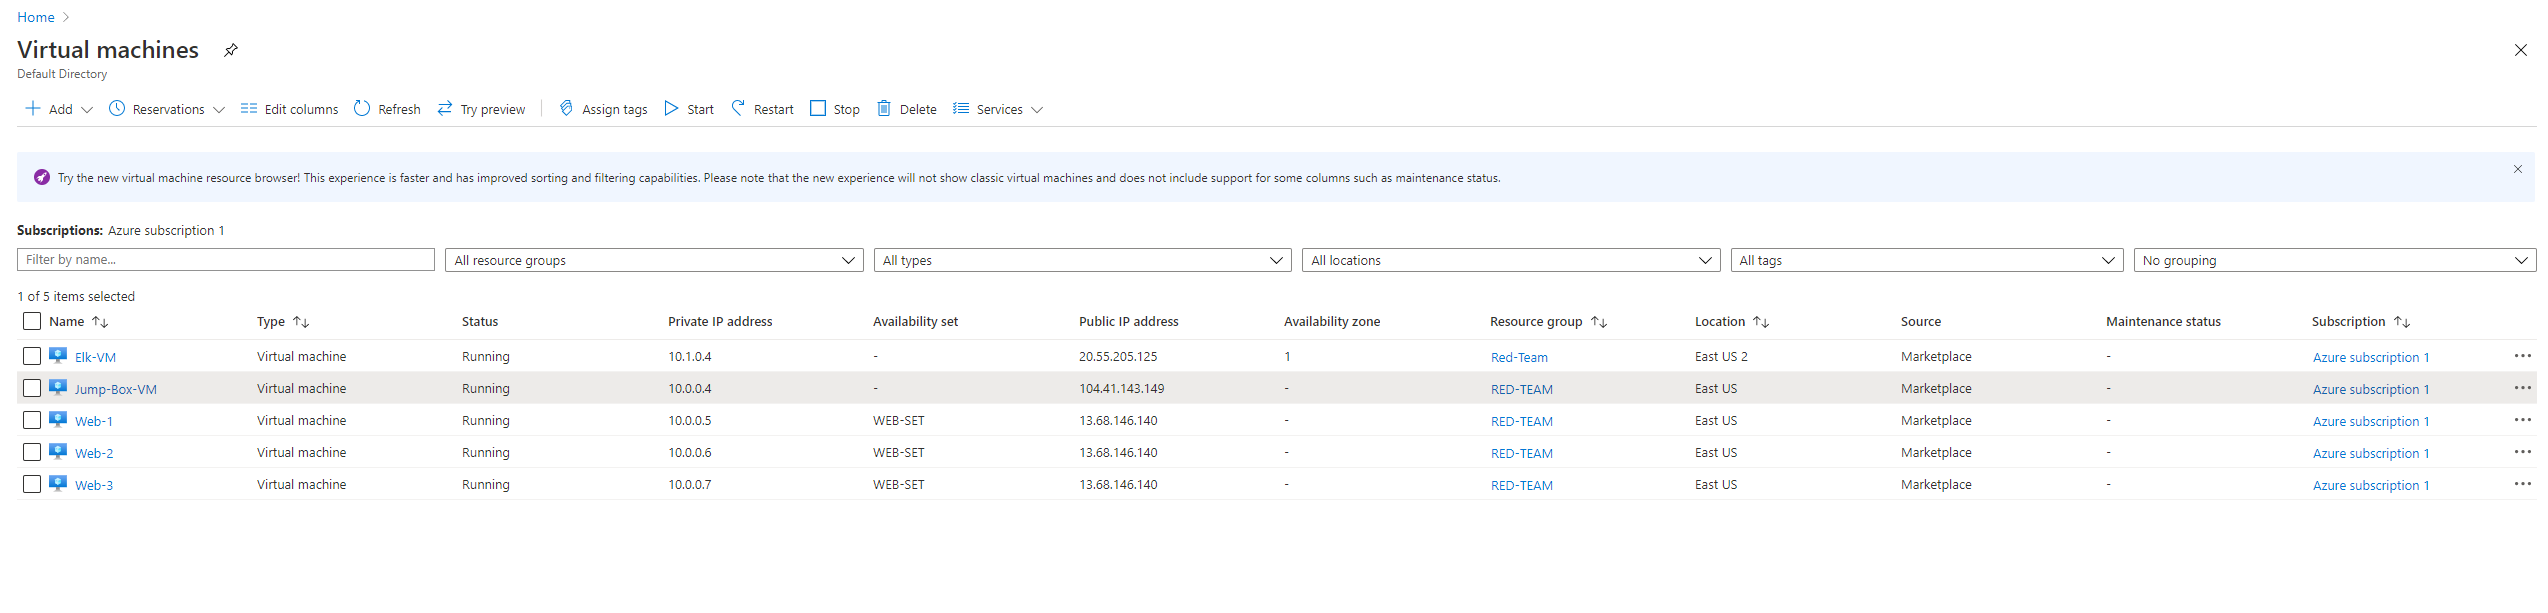 Home
Virtual machines
Default Directory
Add Reservations Edit columns Refresh Try preview Assign tags Start Restart Stop Delete Services
Try the new virtual machine resource browser! This experience is faster and has improved sorting and filtering capabilities. Please note that the new experience will not show classic virtual machines and does not include support for some columns such as maintenance status.
Subscriptions: Azure subscription 1
Filter by name... All resource groups All types All locations All tags No grouping
1 of 5 items selected
Name Type Status Private IP address Availability set Public IP address Availability zone Resource group Location Source Maintenance status Subscription
Elk-VM Virtual machine Running 10.1.0.4 - 20.55.205.125 1 Red-Team East US 2 Marketplace - Azure subscription 1
Jump-Box-VM Virtual machine Running 10.0.0.4 - 104.41.143.149 - RED-TEAM East US Marketplace - Azure subscription 1
Web-1 Virtual machine Running 10.0.0.5 WEB-SET 13.68.146.140 - RED-TEAM East US Marketplace - Azure subscription 1
Web-2 Virtual machine Running 10.0.0.6 WEB-SET 13.68.146.140 - RED-TEAM East US Marketplace - Azure subscription 1
Web-3 Virtual machine Running 10.0.0.7 WEB-SET 13.68.146.140 - RED-TEAM East US Marketplace - Azure subscription 1